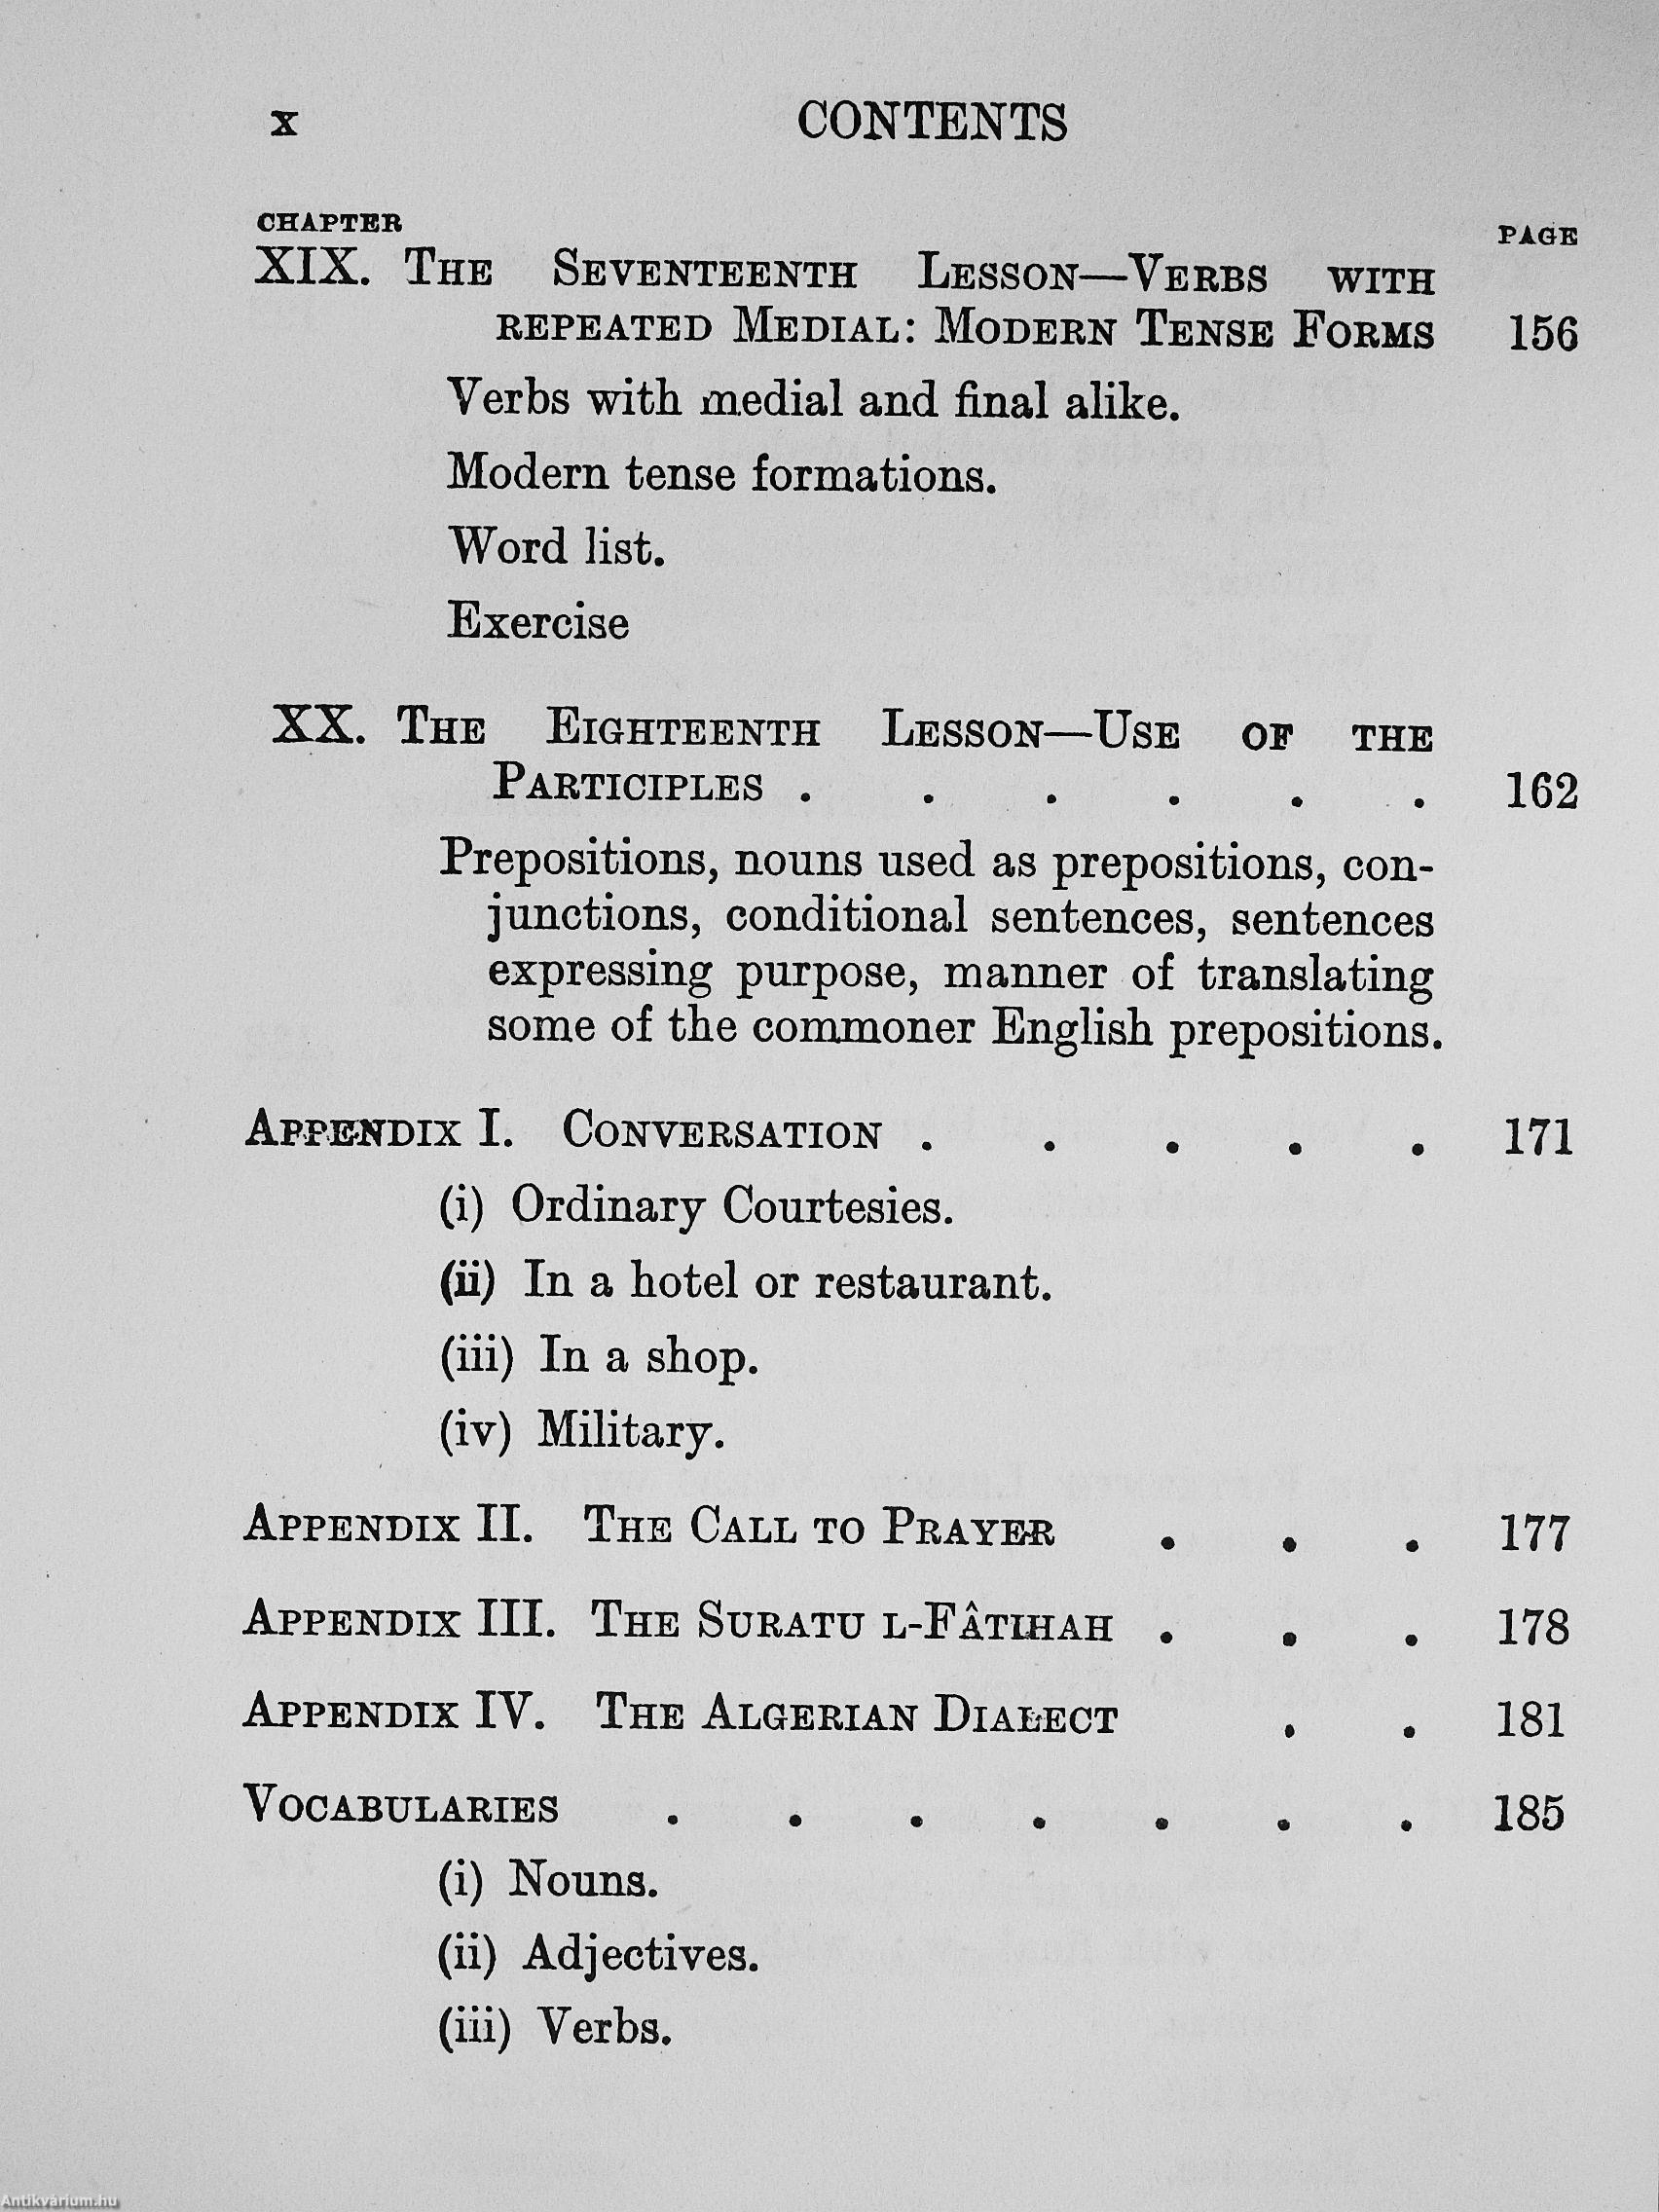 x CONTENTS
CHAPTER PAGE
XIX. The Seventeenth Lesson—Verbs with
repeated Medial: Modern Tense Forms 156
Verbs with medial and final alike.
Modern tense formations.
Word list.
Exercise
XX. The Eighteenth Lesson—Use of the
Participles . . . . . . 162
Prepositions, nouns used as prepositions, con-
junctions, conditional sentences, sentences
expressing purpose, manner of translating
some of the commoner English prepositions.
Appendix I. Conversation . . . . . 171
(i) Ordinary Courtesies.
(ii) In a hotel or restaurant.
(iii) In a shop.
(iv) Military.
Appendix II. The Call to Prayer . . . 177
Appendix III. The Suratu l-Fâtihah . . . 178
Appendix IV. The Algerian Dialect . . 181
Vocabularies . . . . . . . 185
(i) Nouns.
(ii) Adjectives.
(iii) Verbs.
Antikvárium.hu